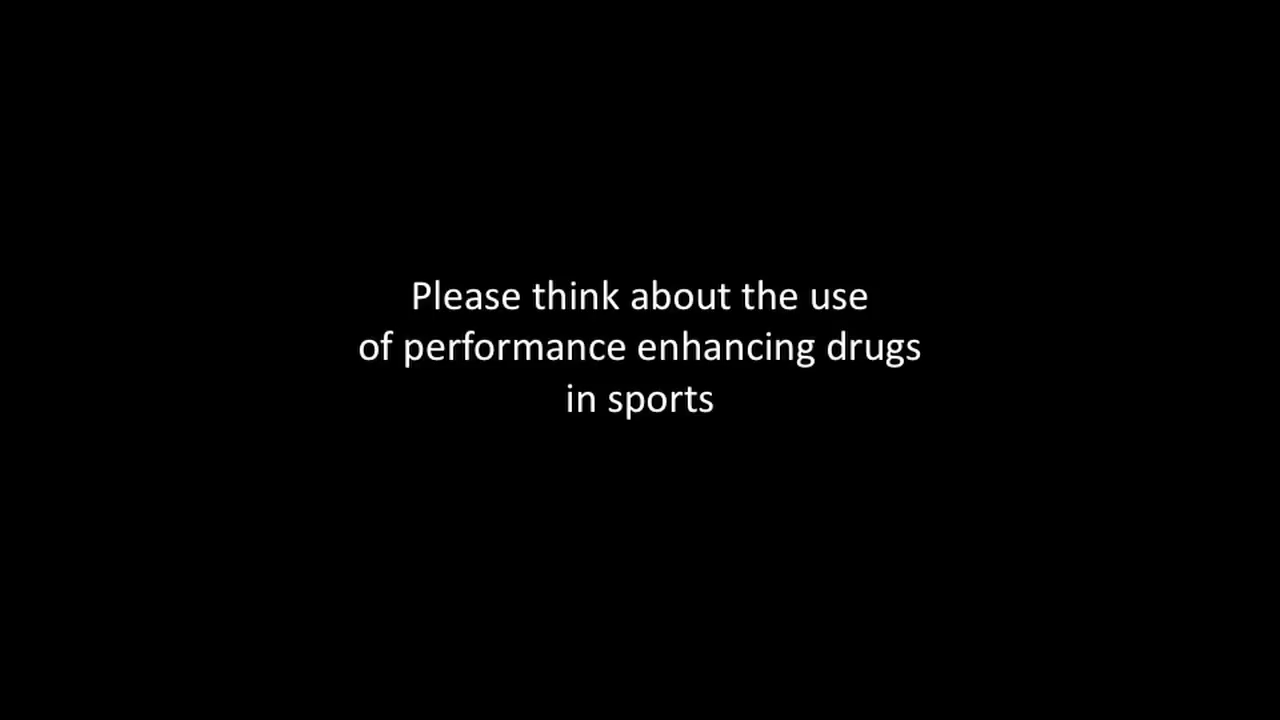 Please think about the use
of performance enhancing drugs
in sports